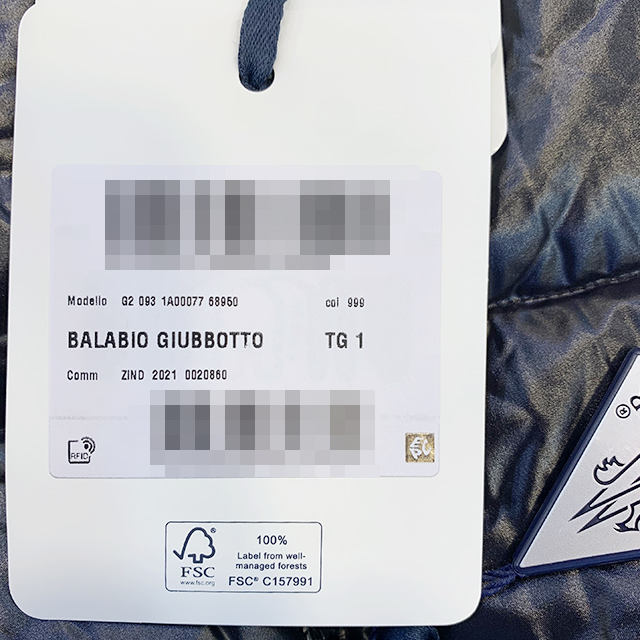 Modello G2 093 1A00077 68950 col 999
BALABIO GIUBBOTTO TG 1
Comm ZIND 2021 0020860
RFID
FSC®
www.fsc.org
100%
Label from well-
managed forests
FSC® C157991
®